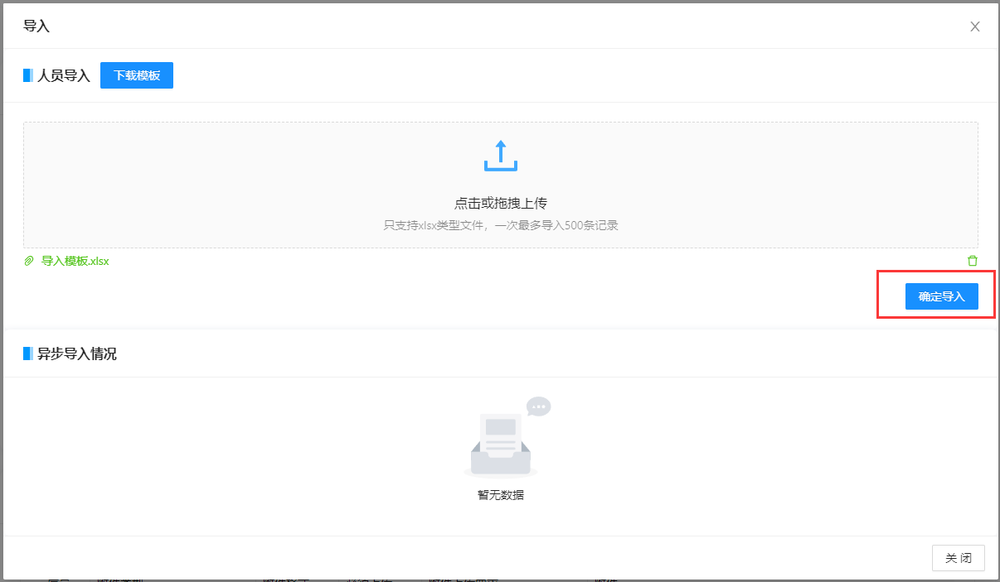 导入
人员导入 下载模板
点击或拖拽上传
只支持xlsx类型文件，一次最多导入500条记录
导入模板.xlsx
确定导入
异步导入情况
暂无数据
关 闭